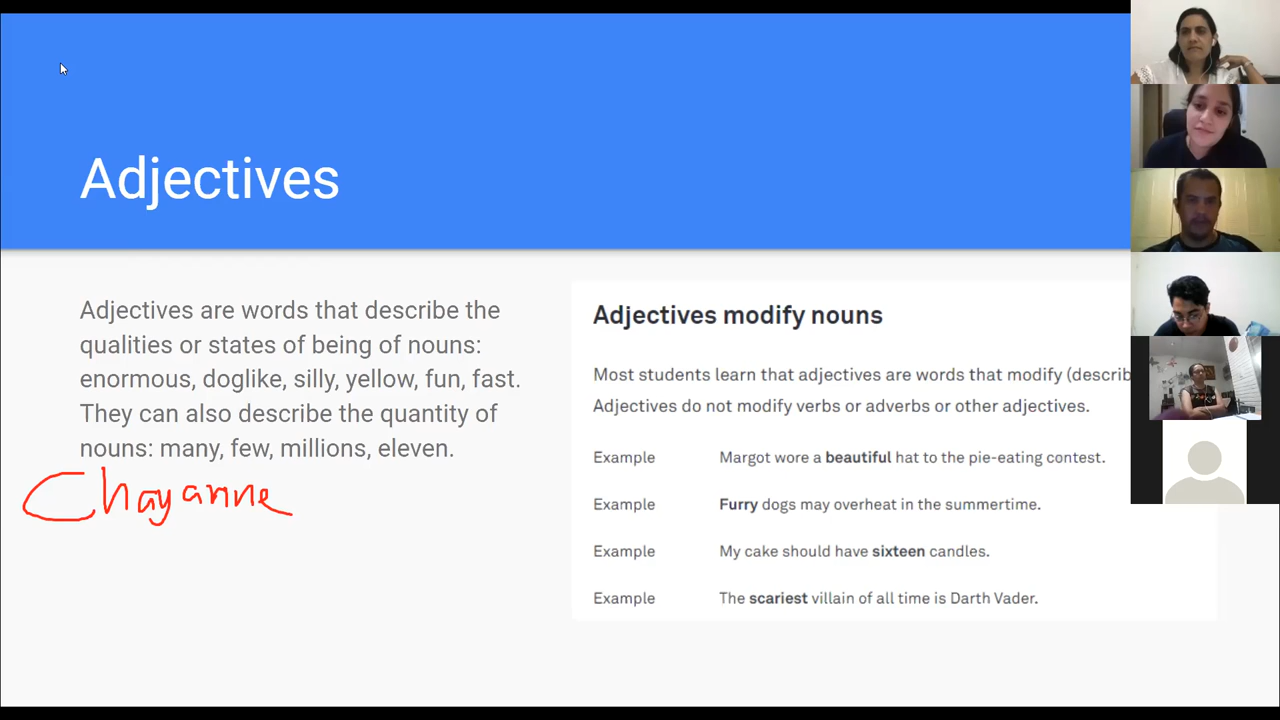 Adjectives
Adjectives are words that describe the
qualities or states of being of nouns:
enormous, doglike, silly, yellow, fun, fast.
They can also describe the quantity of
nouns: many, few, millions, eleven.
Chayanne
Adjectives modify nouns
Most students learn that adjectives are words that modify (describ
Adjectives do not modify verbs or adverbs or other adjectives.
Example Margot wore a beautiful hat to the pie-eating contest.
Example Furry dogs may overheat in the summertime.
Example My cake should have sixteen candles.
Example The scariest villain of all time is Darth Vader.